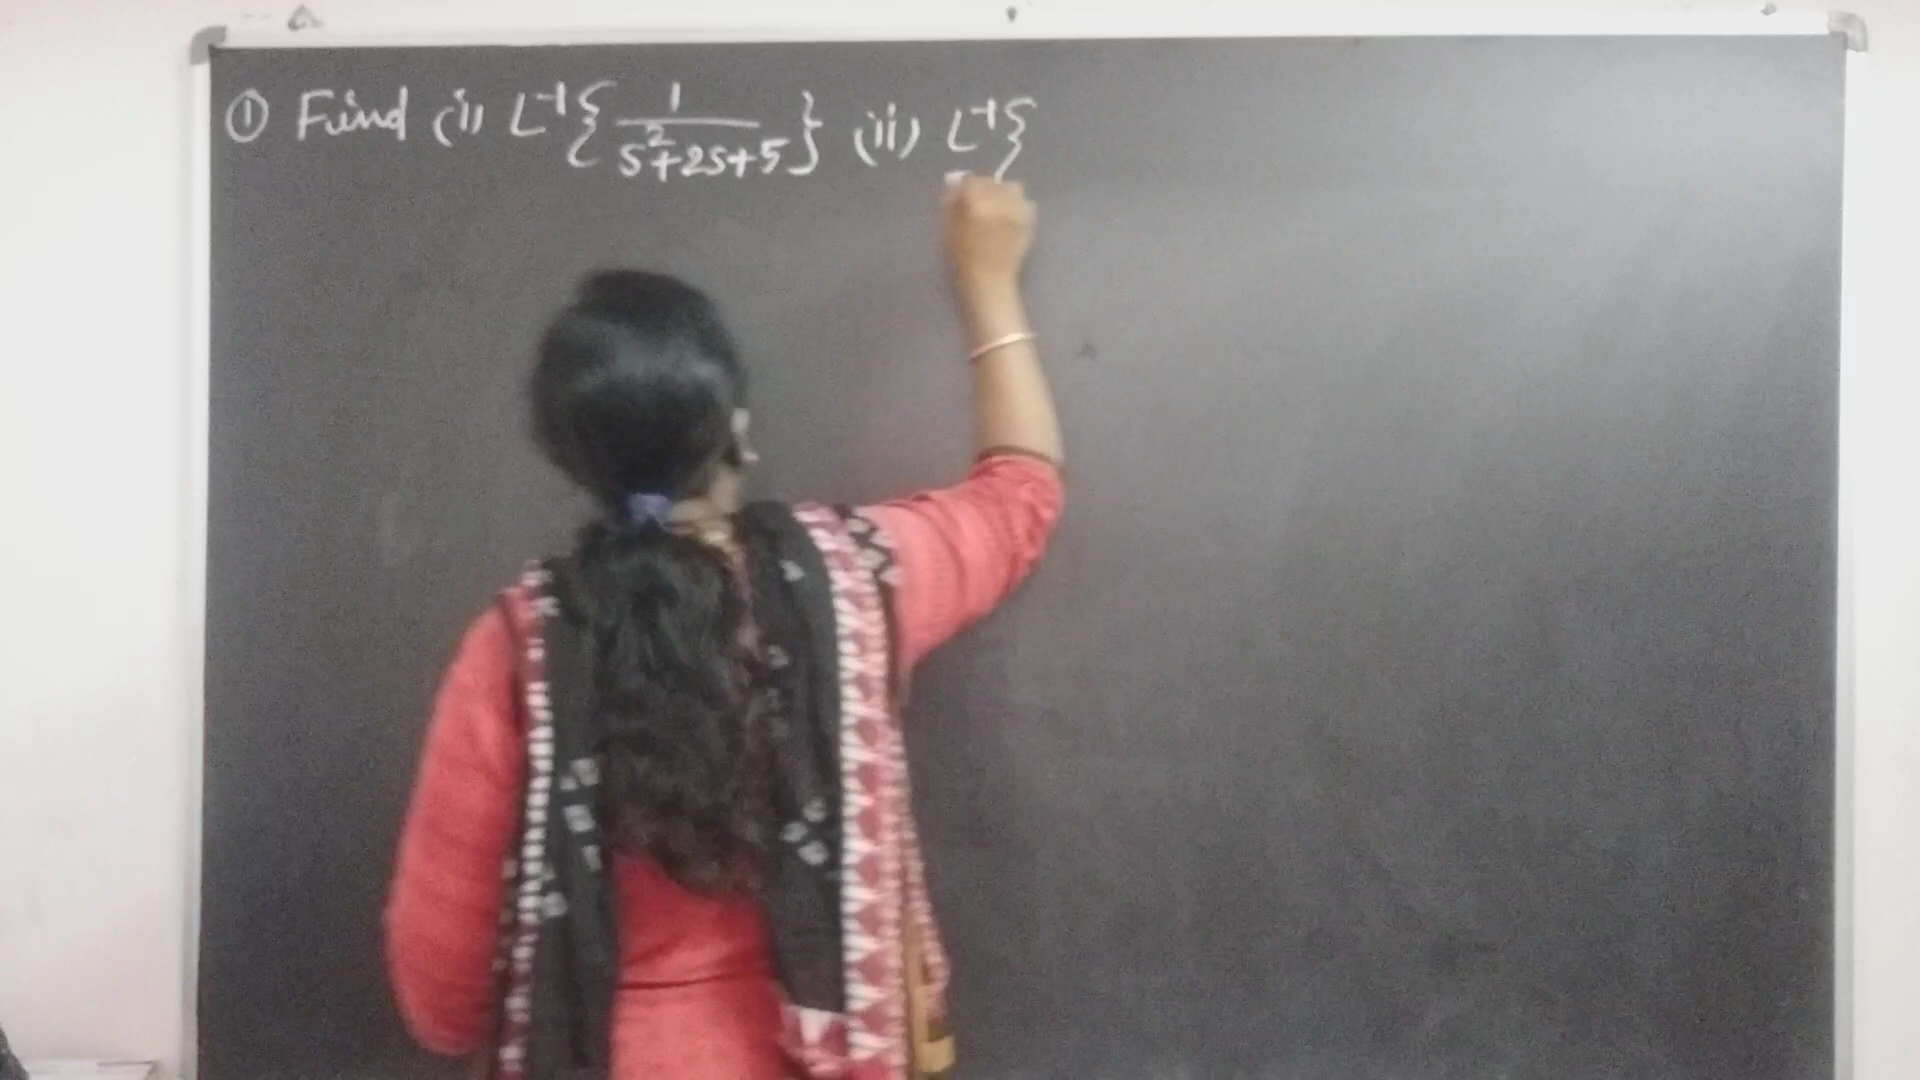 ① Find (i) L⁻¹{1/(s²+2s+5)} (ii) L⁻¹{